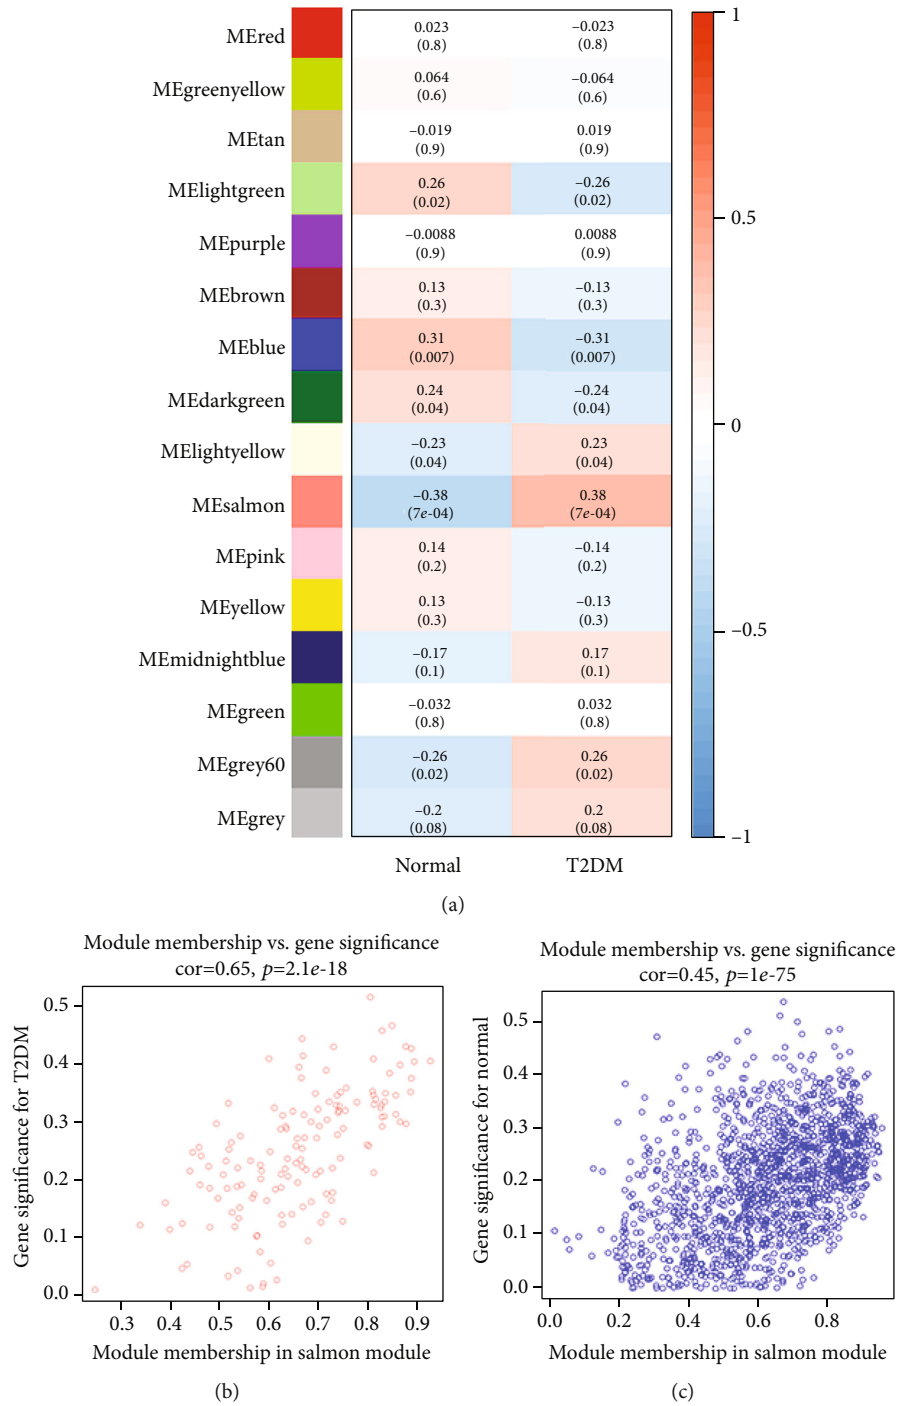 MEred 0.023 −0.023 1
(0.8) (0.8)
MEgreenyellow 0.064 −0.064
(0.6) (0.6)
MEtan −0.019 0.019
(0.9) (0.9)
MElightgreen 0.26 −0.26
(0.02) (0.02) 0.5
MEpurple −0.0088 0.0088
(0.9) (0.9)
MEbrown 0.13 −0.13
(0.3) (0.3)
MEblue 0.31 −0.31
(0.007) (0.007)
MEdarkgreen 0.24 −0.24
(0.04) (0.04) 0
MElightyellow −0.23 0.23
(0.04) (0.04)
MEsalmon −0.38 0.38
(7e-04) (7e-04)
MEpink 0.14 −0.14
(0.2) (0.2)
MEyellow 0.13 −0.13
(0.3) (0.3) −0.5
MEmidnightblue −0.17 0.17
(0.1) (0.1)
MEgreen −0.032 0.032
(0.8) (0.8)
MEgrey60 −0.26 0.26
(0.02) (0.02)
MEgrey −0.2 0.2
(0.08) (0.08) −1
Normal T2DM
(a)
Module membership vs. gene significance
cor=0.65, p=2.1e-18
Gene significance for T2DM
0.5
0.4
0.3
0.2
0.1
0.0
0.3 0.4 0.5 0.6 0.7 0.8 0.9
Module membership in salmon module
(b)
Module membership vs. gene significance
cor=0.45, p=1e-75
Gene significance for normal
0.5
0.4
0.3
0.2
0.1
0.0
0.0 0.2 0.4 0.6 0.8
Module membership in salmon module
(c)